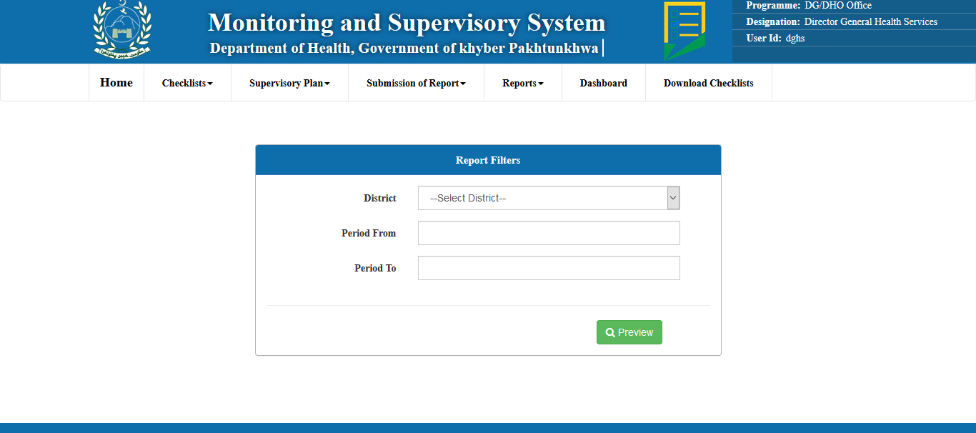 Monitoring and Supervisory System
Department of Health, Government of khyber Pakhtunkhwa
Programme: DG/DHO Office
Designation: Director General Health Services
User Id: dghs
Home
Checklists
Supervisory Plan
Submission of Report
Reports
Dashboard
Download Checklists
Report Filters
District
--Select District--
Period From
Period To
Preview